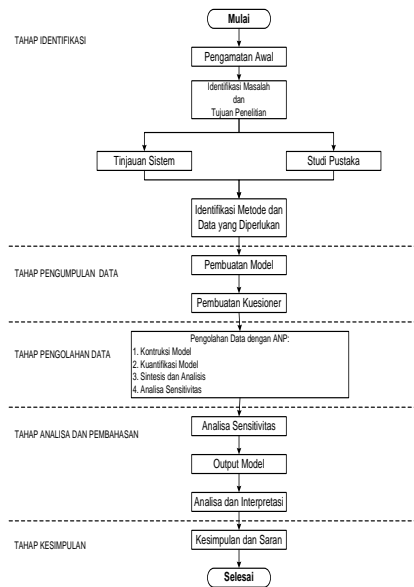 Mulai
TAHAP IDENTIFIKASI
Pengamatan Awal
Identifikasi Masalah
dan
Tujuan Penelitian
Tinjauan Sistem
Studi Pustaka
Identifikasi Metode dan
Data yang Diperlukan
Pembuatan Model
TAHAP PENGUMPULAN DATA
Pembuatan Kuesioner
Pengolahan Data dengan ANP:
1. Kontruksi Model
2. Kuantifikasi Model
3. Sintesis dan Analisis
4. Analisa Sensitivitas
TAHAP PENGOLAHAN DATA
Analisa Sensitivitas
TAHAP ANALISA DAN PEMBAHASAN
Output Model
Analisa dan Interpretasi
Kesimpulan dan Saran
TAHAP KESIMPULAN
Selesai